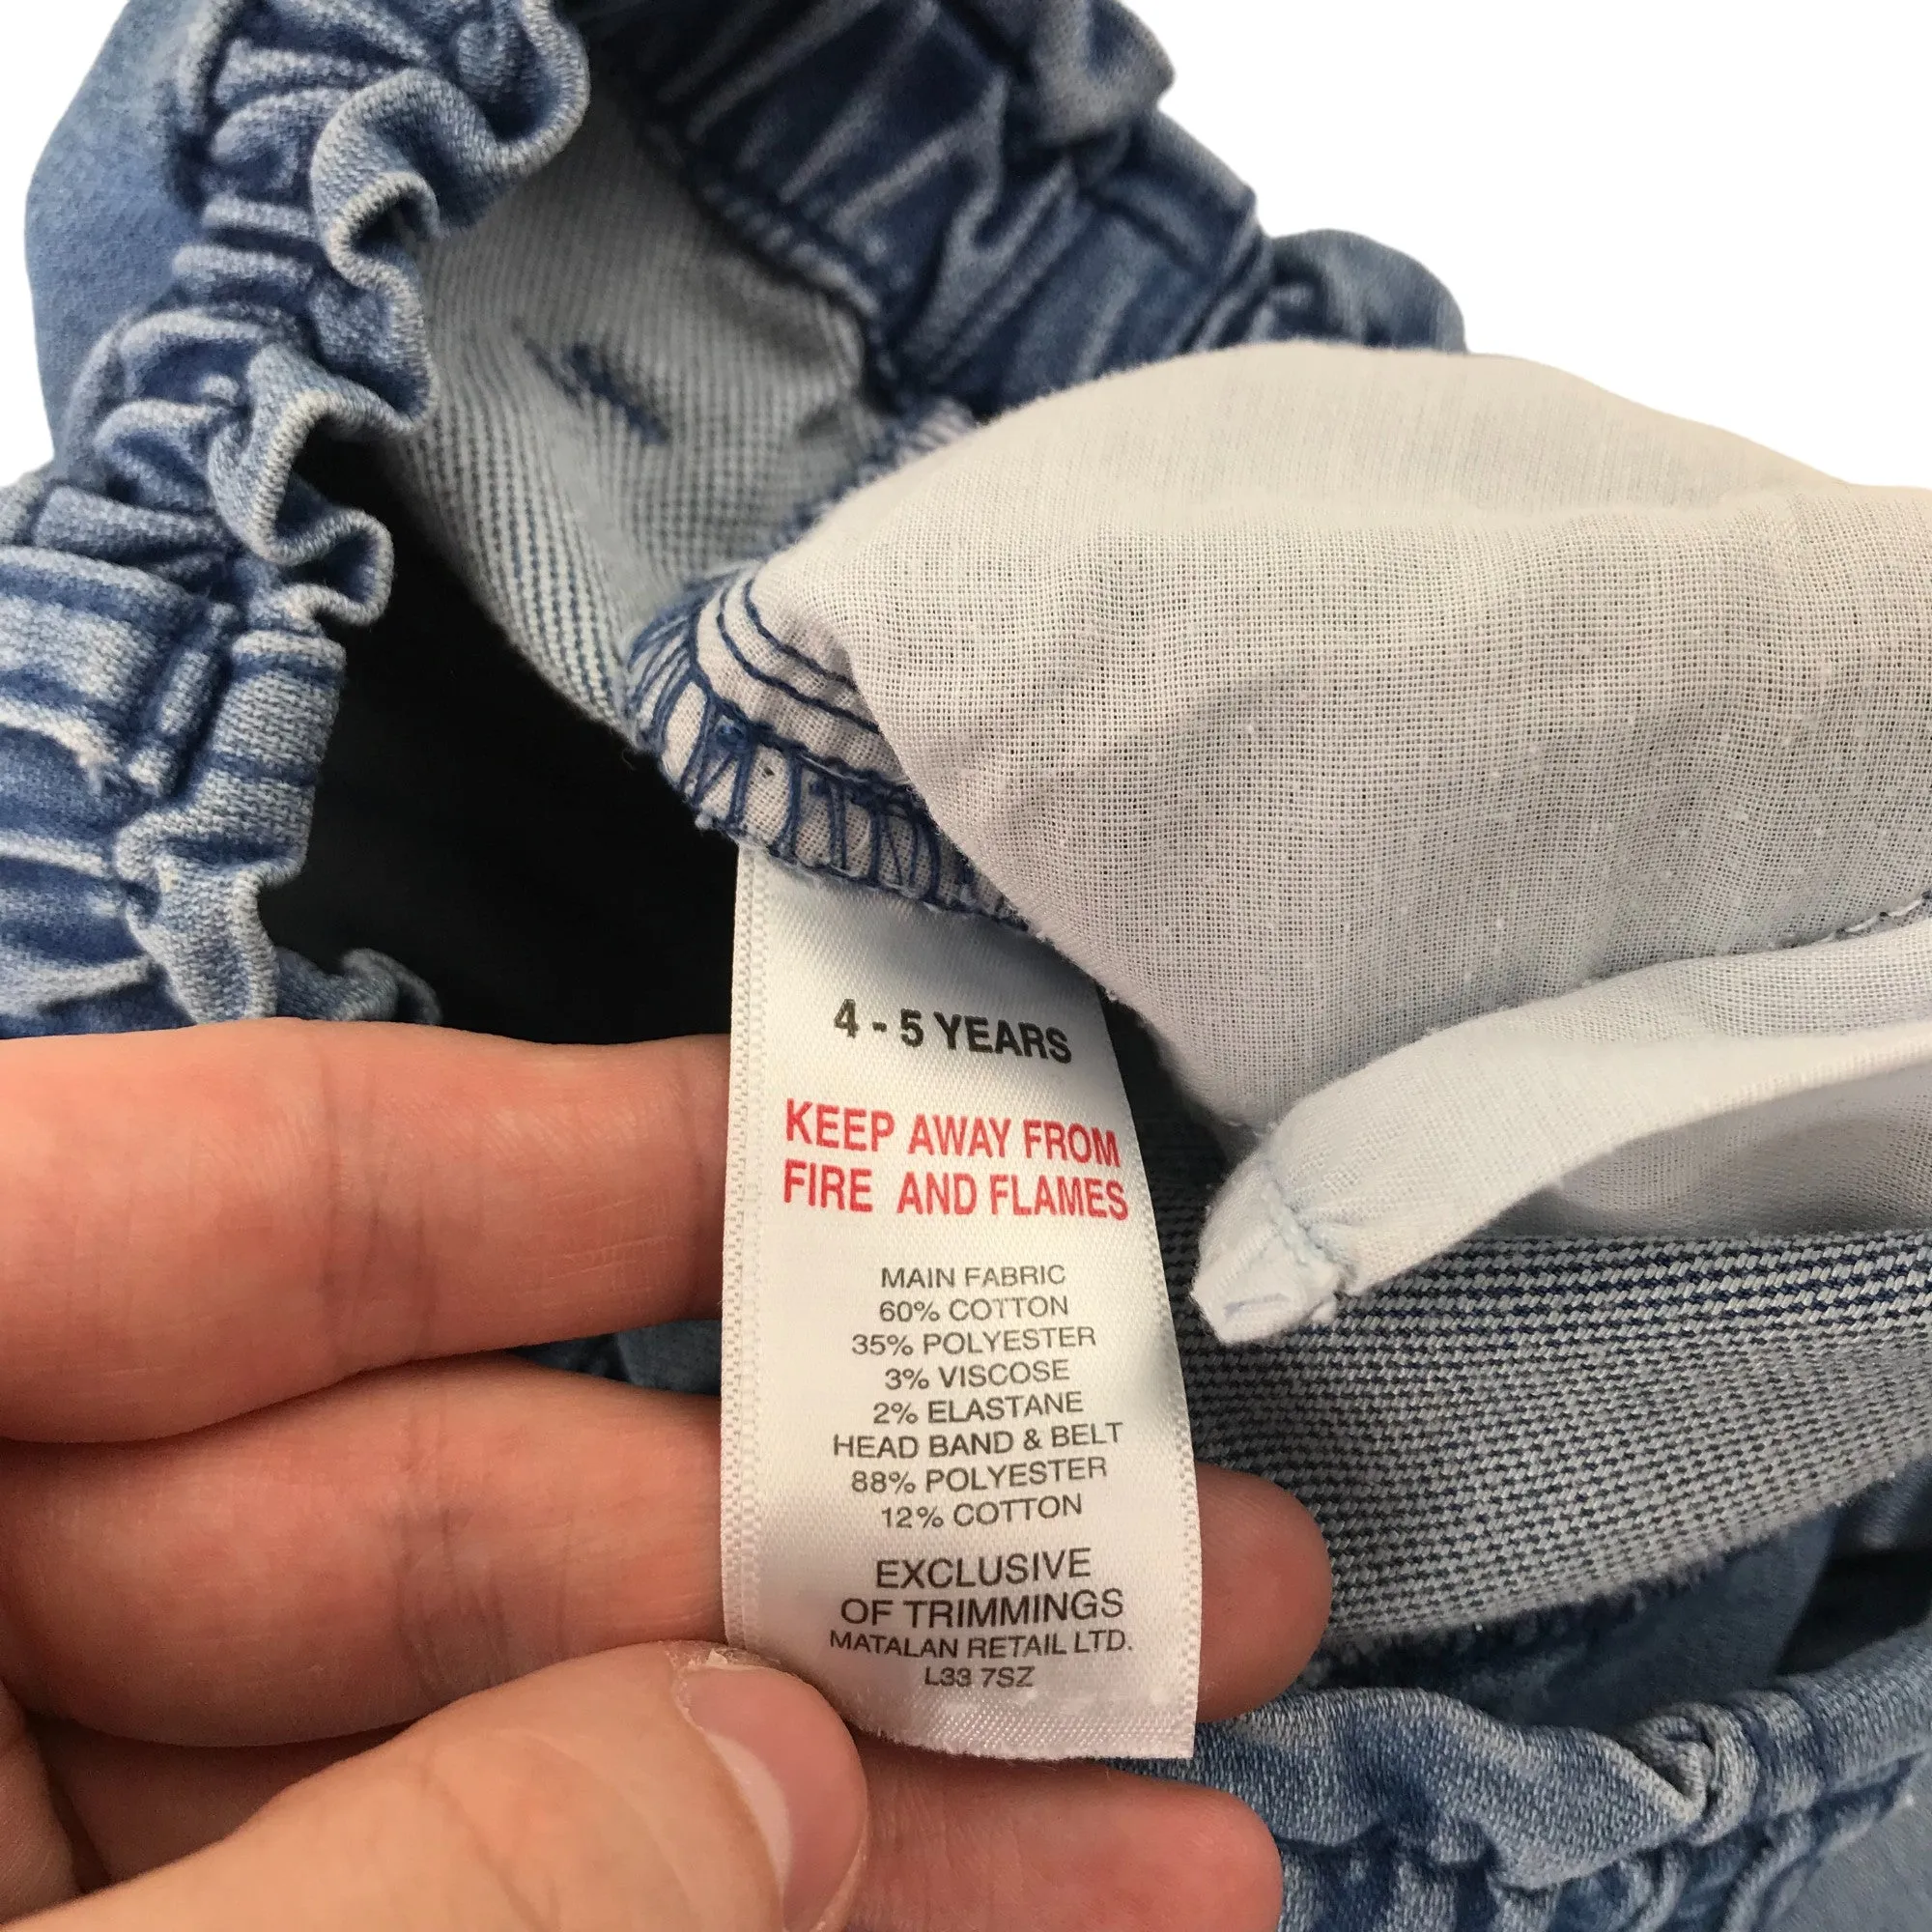 4 - 5 YEARS
KEEP AWAY FROM
FIRE AND FLAMES
MAIN FABRIC
60% COTTON
35% POLYESTER
3% VISCOSE
2% ELASTANE
HEAD BAND & BELT
88% POLYESTER
12% COTTON
EXCLUSIVE
OF TRIMMINGS
MATALAN RETAIL LTD.
L33 7SZ